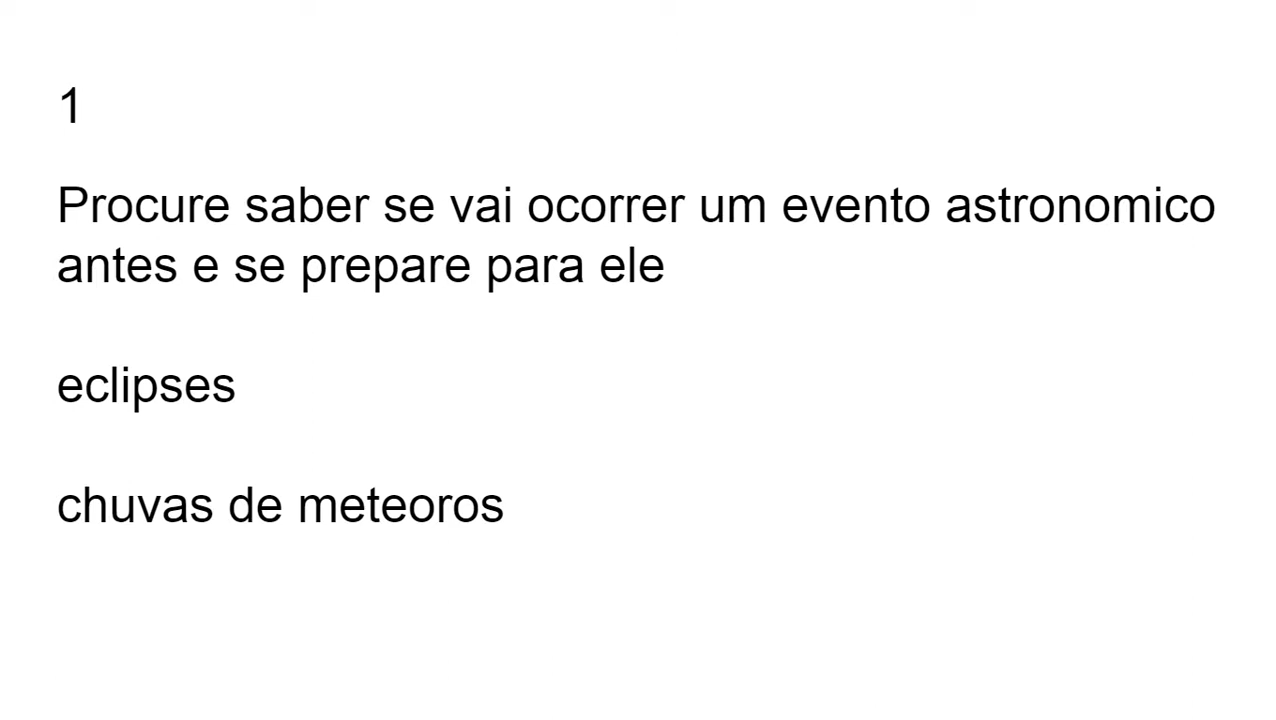 1
Procure saber se vai ocorrer um evento astronomico
antes e se prepare para ele
eclipses
chuvas de meteoros